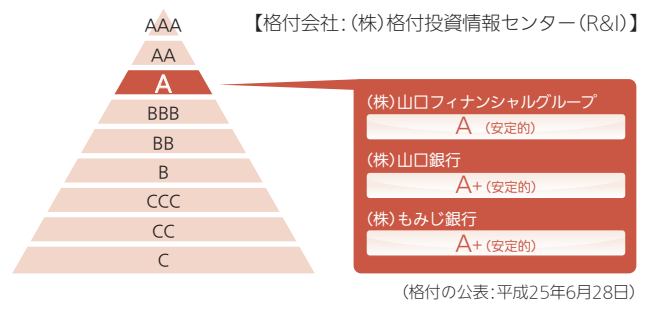 【格付会社:(株)格付投資情報センター(R&I)】
AAA
AA
A
BBB
BB
B
CCC
CC
C
(株)山口フィナンシャルグループ
A (安定的)
(株)山口銀行
A+(安定的)
(株)もみじ銀行
A+(安定的)
(格付の公表:平成25年6月28日)